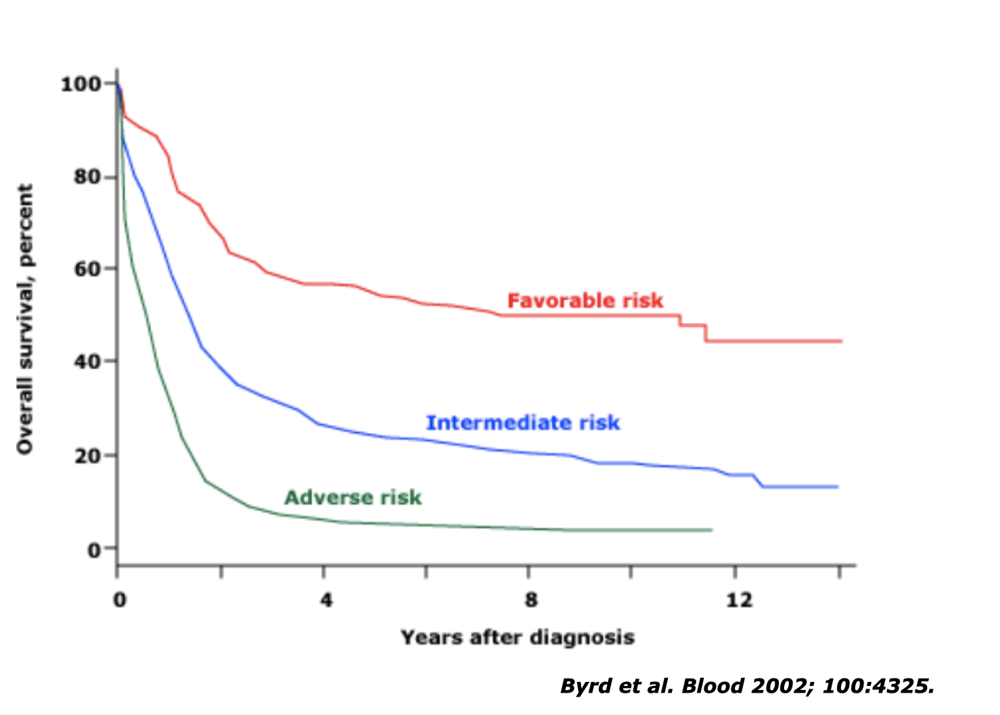 100
80
60
40
20
0
Overall survival, percent
Favorable risk
Intermediate risk
Adverse risk
0 4 8 12
Years after diagnosis
Byrd et al. Blood 2002; 100:4325.